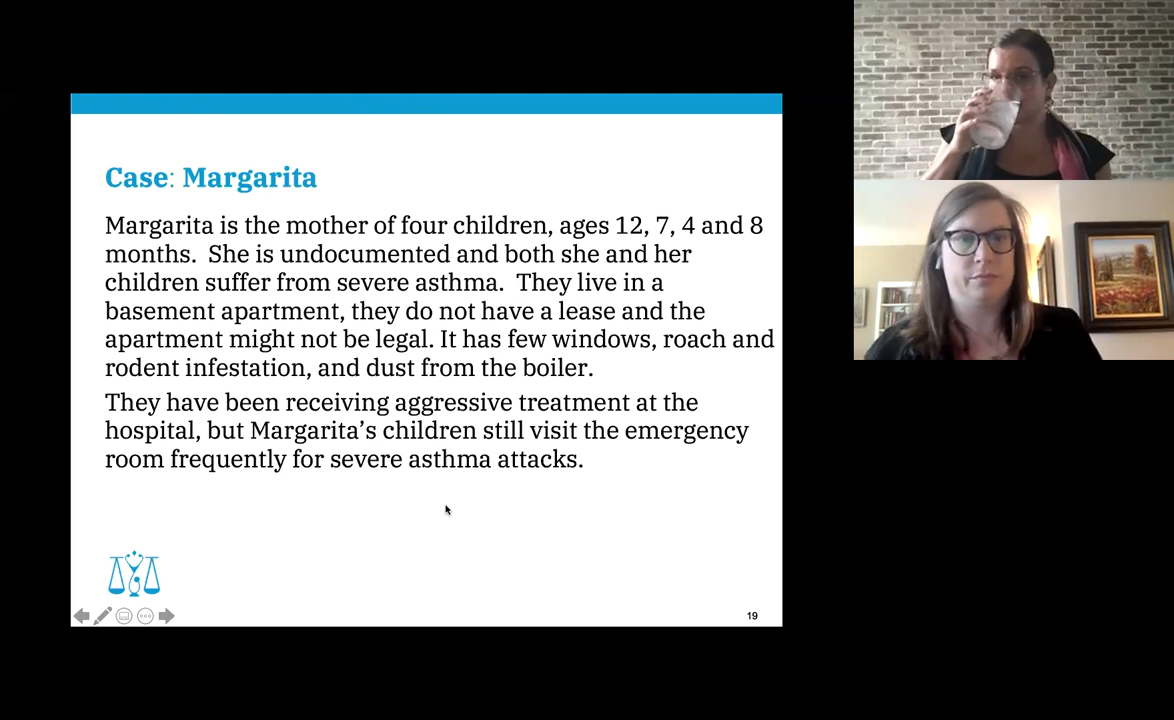 Case: Margarita
Margarita is the mother of four children, ages 12, 7, 4 and 8
months.  She is undocumented and both she and her
children suffer from severe asthma.  They live in a
basement apartment, they do not have a lease and the
apartment might not be legal. It has few windows, roach and
rodent infestation, and dust from the boiler.
They have been receiving aggressive treatment at the
hospital, but Margarita’s children still visit the emergency
room frequently for severe asthma attacks.
19